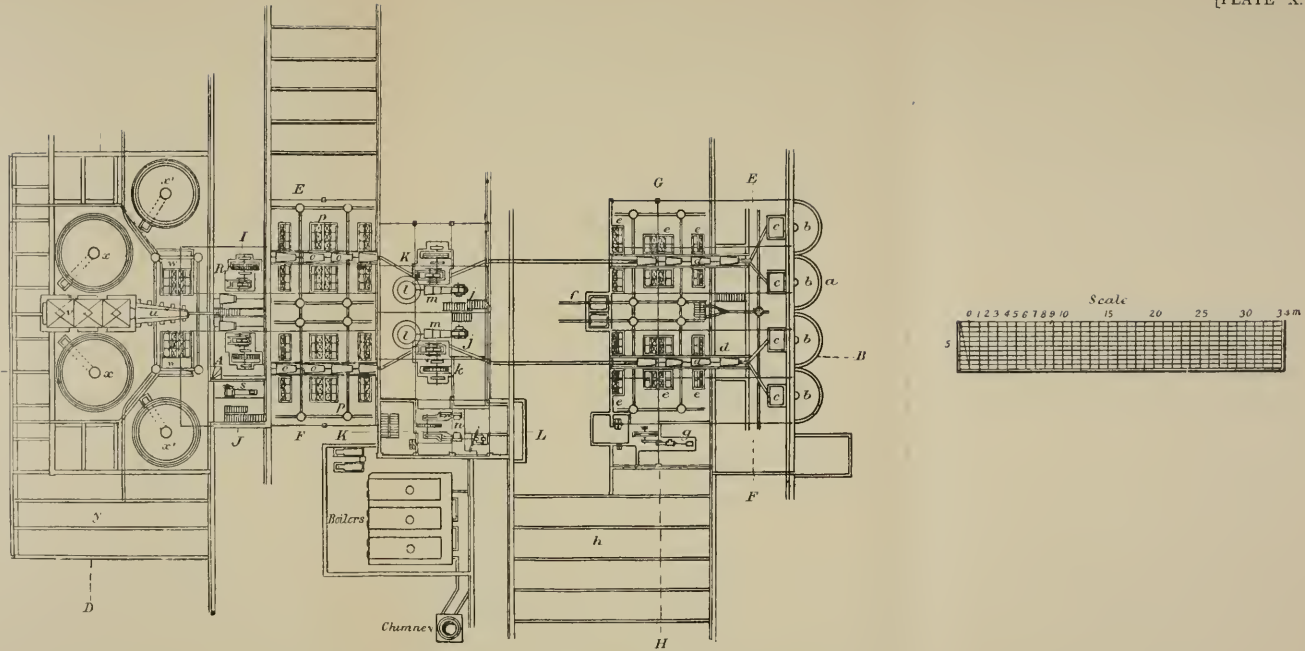 [PLATE X.
E
E
G
x'
I
p
K
e
e
e
c
b
x
w
R
o
t
m
l
c
b
a
f
Scale
0 1 2 3 4 5 6 7 8 9 10 15 20 25 30 35 m
5
v
u
t
m
j
d
c
b
B
x
A
o
o
k
s
e
e
e
c
b
x'
J
F
p
K
n
i
L
g
F
y
Boilers
h
D
Chimney
H